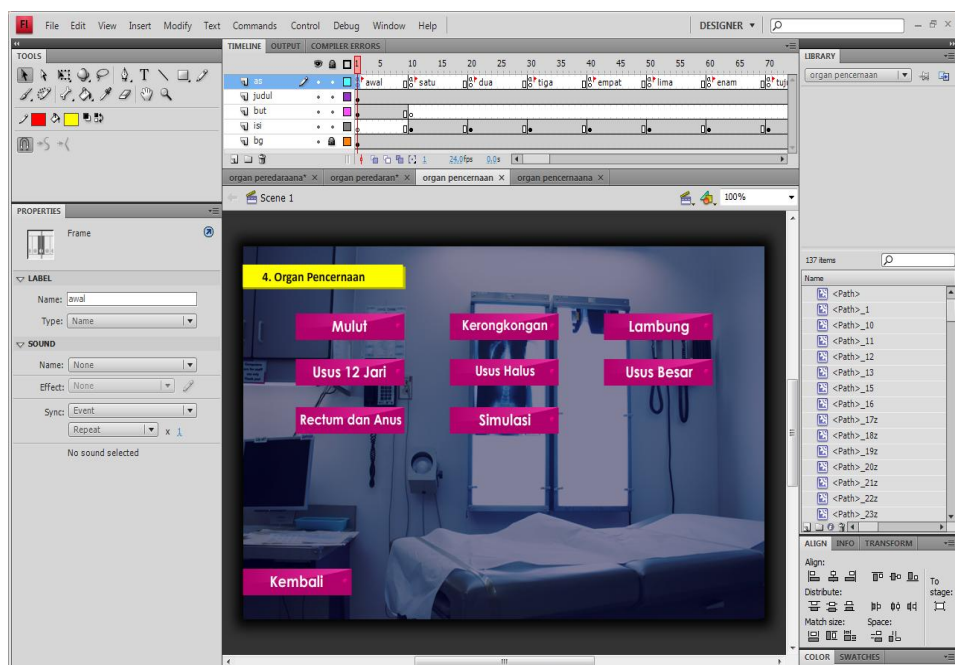 Fl File Edit View Insert Modify Text Commands Control Debug Window Help DESIGNER
TOOLS
TIMELINE OUTPUT COMPILER ERRORS
1 5 10 15 20 25 30 35 40 45 50 55 60 65 70
as awal satu dua tiga empat lima enam tuju
judul
but
isi
bg
1 24.0fps 0.0s
organ peredaraana* × organ peredaran* × organ pencernaan × organ pencernaana ×
Scene 1 100%
PROPERTIES
Frame
LABEL
Name: awal
Type: Name
SOUND
Name: None
Effect: None
Sync: Event
Repeat x 1
No sound selected
4. Organ Pencernaan
Mulut Kerongkongan Lambung
Usus 12 Jari Usus Halus Usus Besar
Rectum dan Anus Simulasi
Kembali
LIBRARY
organ pencernaan
137 items
Name
<Path>
<Path>_1
<Path>_10
<Path>_11
<Path>_12
<Path>_13
<Path>_15
<Path>_16
<Path>_17z
<Path>_18z
<Path>_19z
<Path>_20z
<Path>_21z
<Path>_22z
<Path>_23z
ALIGN INFO TRANSFORM
Align:
Distribute:
Match size: Space:
To stage:
COLOR SWATCHES